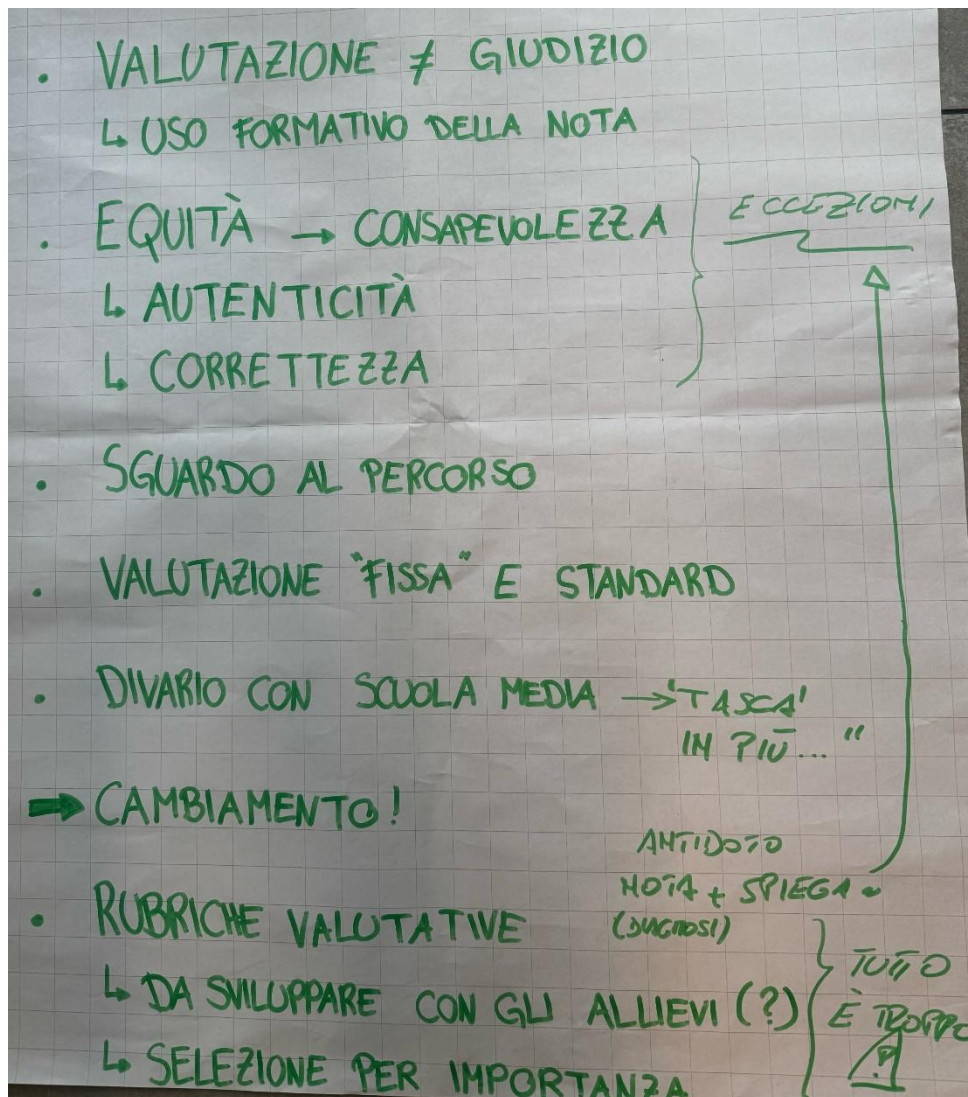 . VALUTAZIONE ≠ GIUDIZIO
↳ USO FORMATIVO DELLA NOTA
. EQUITÀ → CONSAPEVOLEZZA
↳ AUTENTICITÀ
↳ CORRETTEZZA
ECCEZIONI
. SGUARDO AL PERCORSO
. VALUTAZIONE "FISSA" E STANDARD
. DIVARIO CON SCUOLA MEDIA → 'TASCA'
IN PIÙ... "
➡ CAMBIAMENTO!
ANTIDOTO
NOTA + SPIEGA
(DIAGNOSI)
. RUBRICHE VALUTATIVE
↳ DA SVILUPPARE CON GLI ALLIEVI (?)
↳ SELEZIONE PER IMPORTANZA
TUTTO
È TROPPO